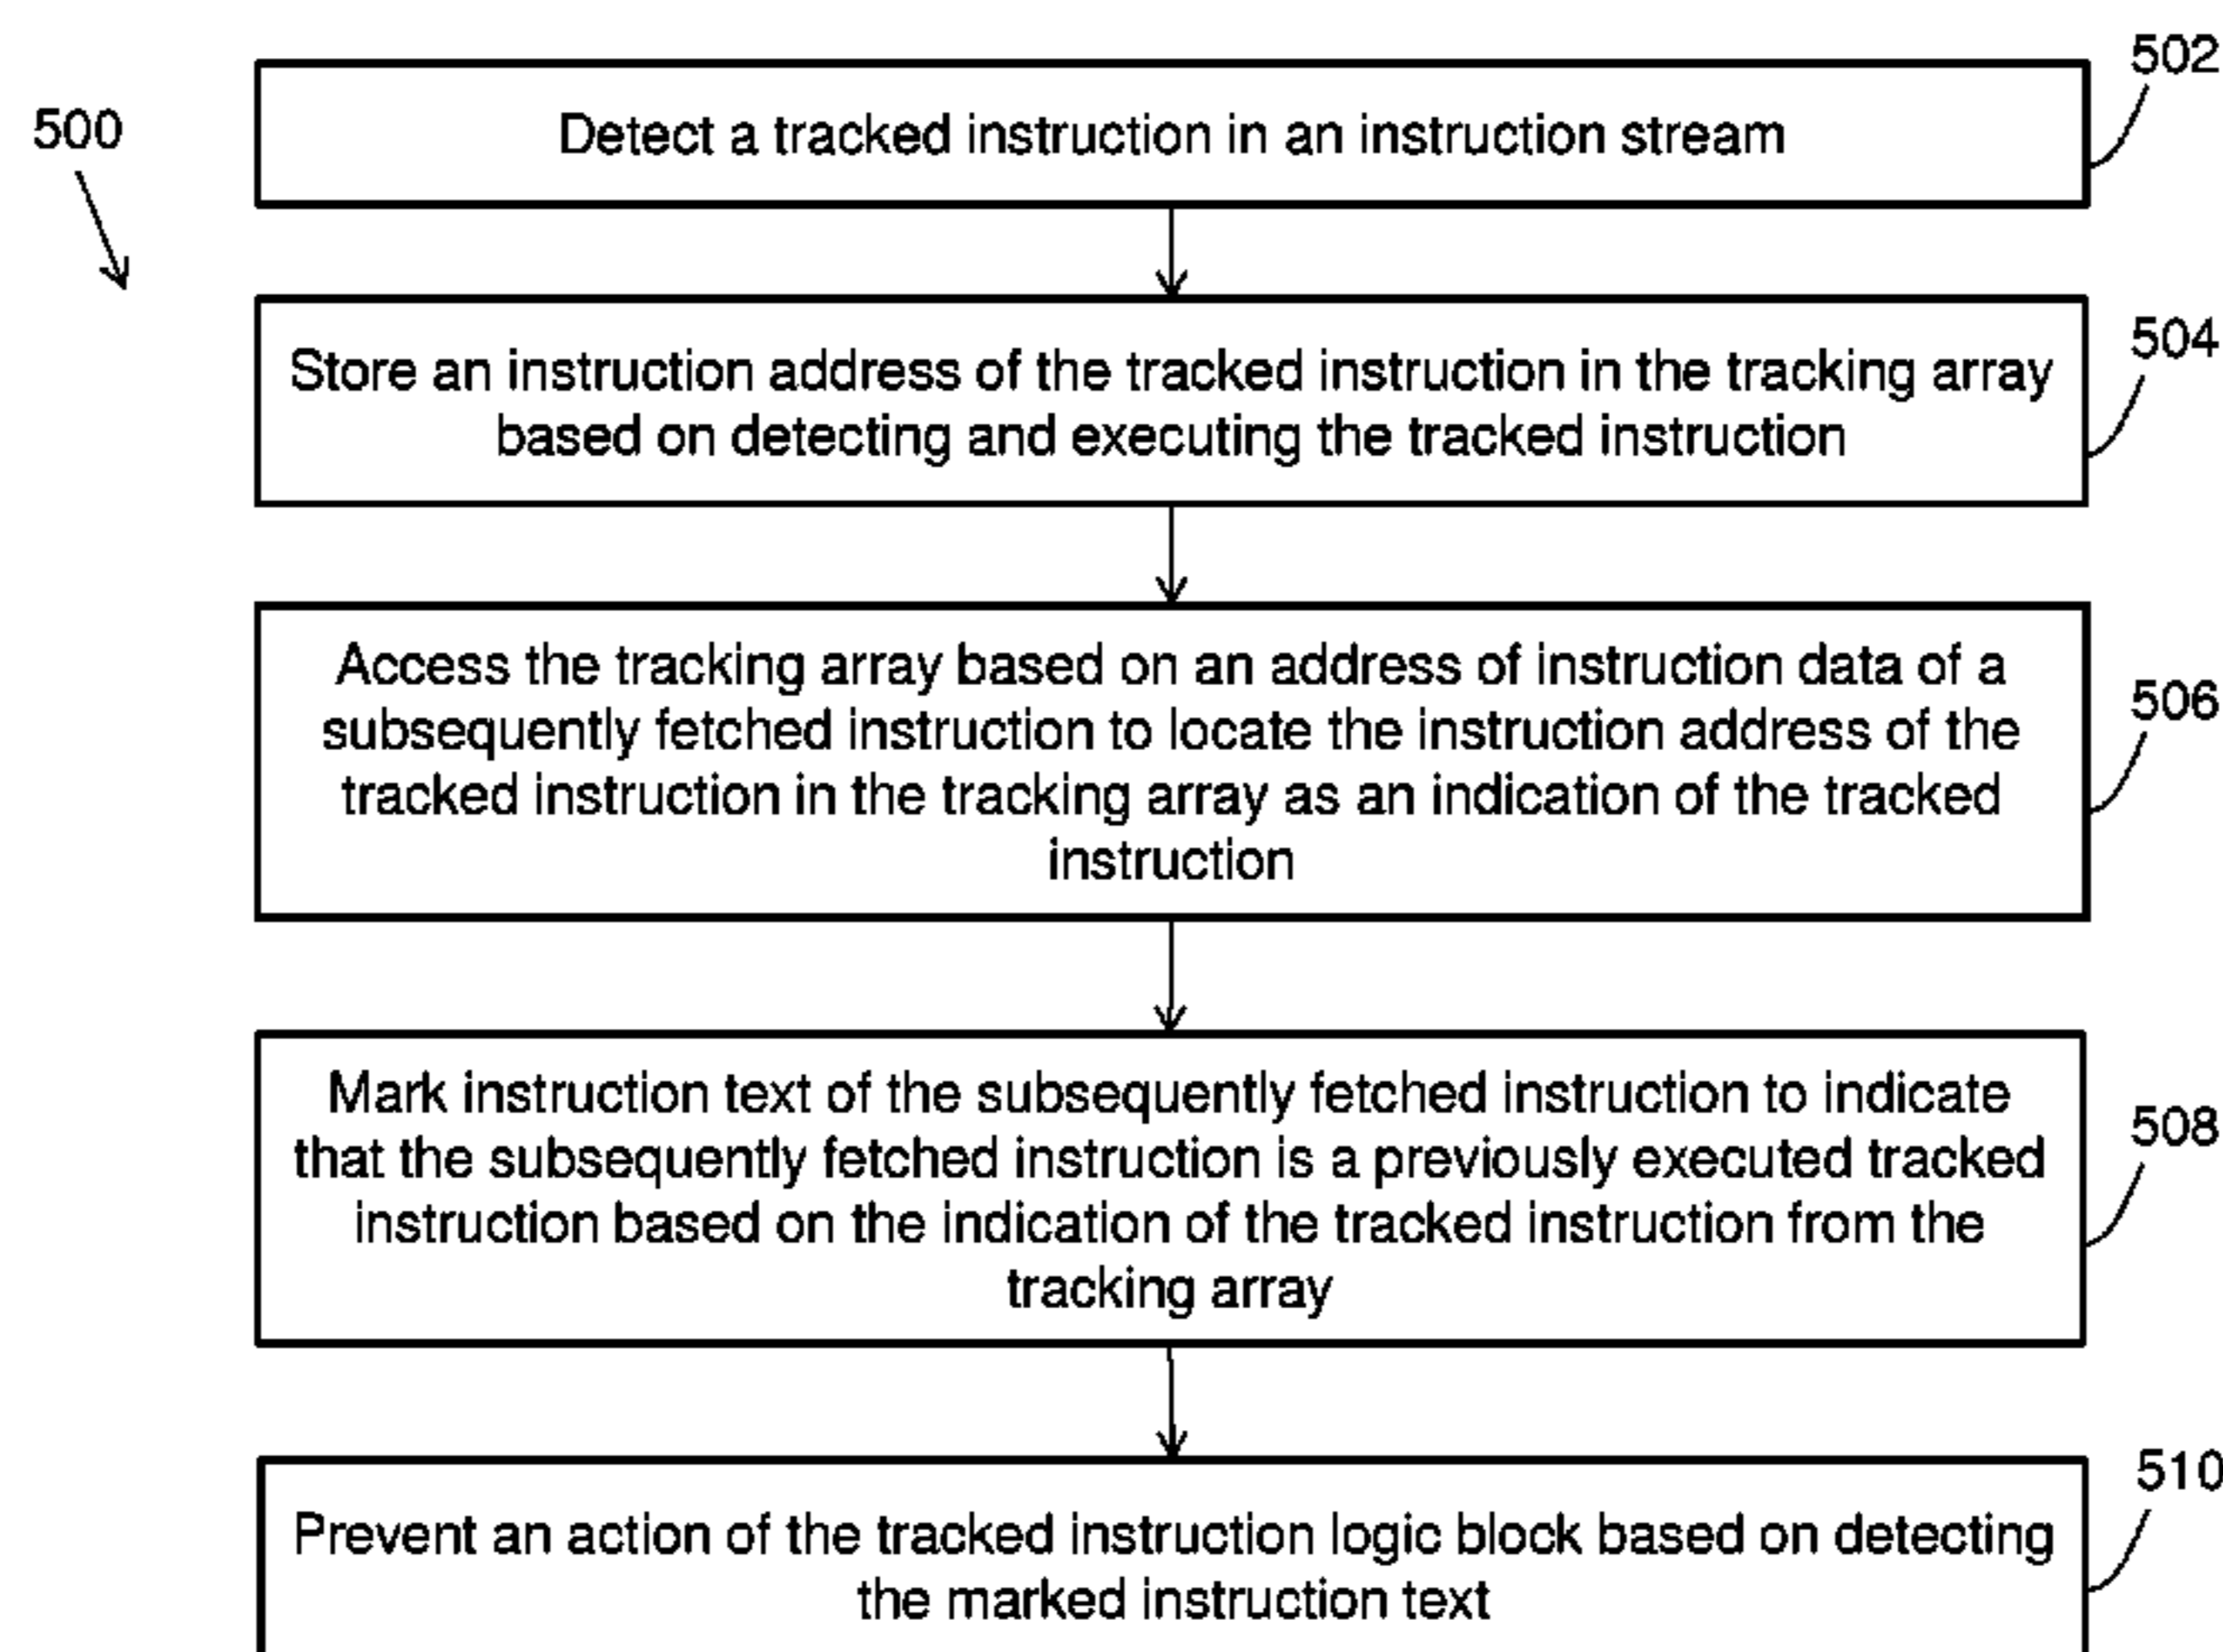 502
500
Detect a tracked instruction in an instruction stream
504
Store an instruction address of the tracked instruction in the tracking array
based on detecting and executing the tracked instruction
506
Access the tracking array based on an address of instruction data of a
subsequently fetched instruction to locate the instruction address of the
tracked instruction in the tracking array as an indication of the tracked
instruction
508
Mark instruction text of the subsequently fetched instruction to indicate
that the subsequently fetched instruction is a previously executed tracked
instruction based on the indication of the tracked instruction from the
tracking array
510
Prevent an action of the tracked instruction logic block based on detecting
the marked instruction text